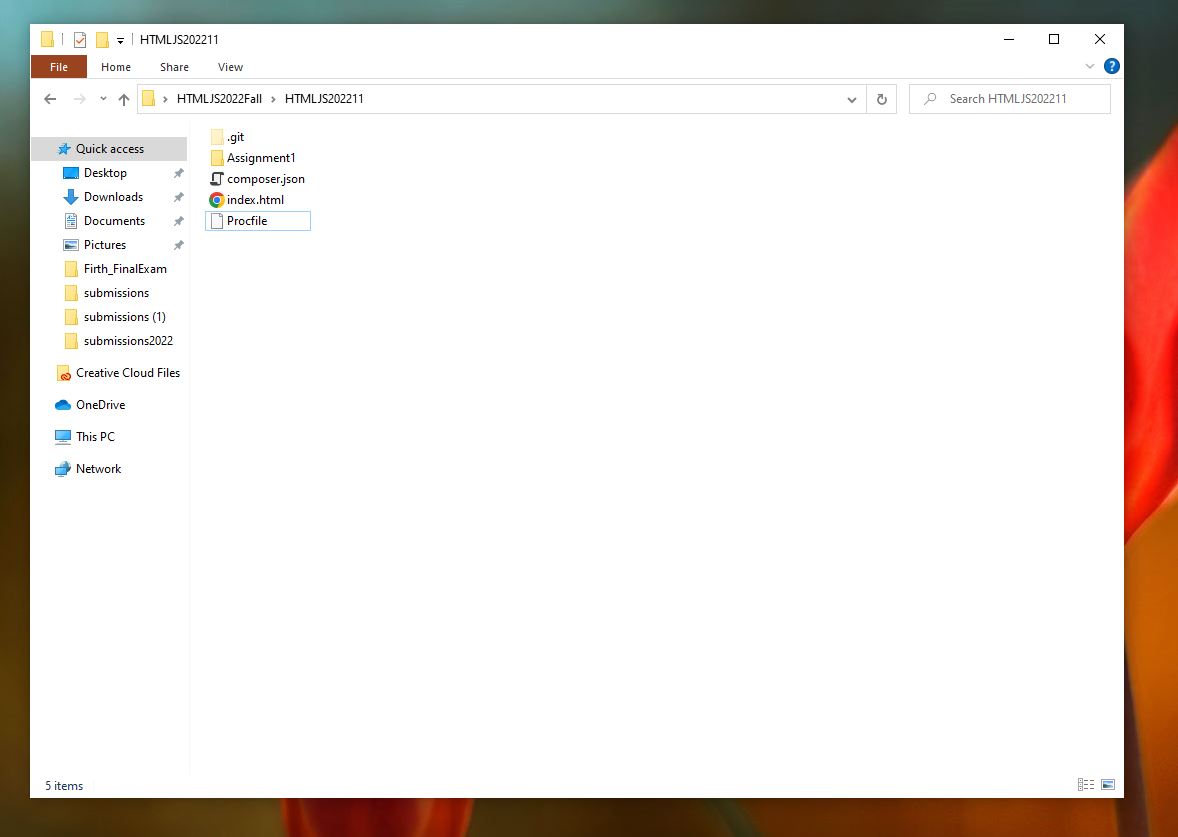 HTMLJS202211
File Home Share View
?
HTMLJS2022Fall HTMLJS202211
Search HTMLJS202211
Quick access
Desktop
Downloads
Documents
Pictures
Firth_FinalExam
submissions
submissions (1)
submissions2022
Creative Cloud Files
OneDrive
This PC
Network
.git
Assignment1
composer.json
index.html
Procfile
5 items